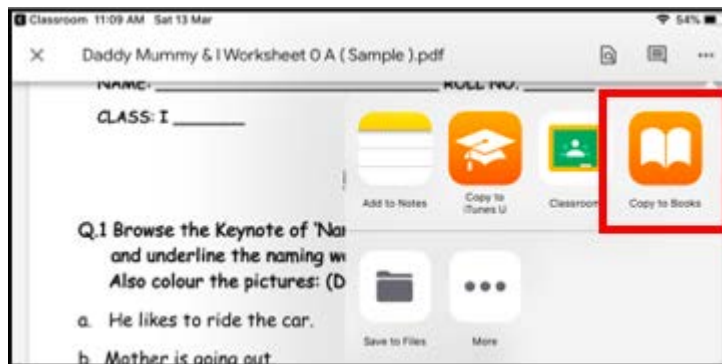 Classroom 11:09 AM Sat 13 Mar 54%
Daddy Mummy & I Worksheet 0 A ( Sample ).pdf
NAME: ROLL NO.
CLASS: I
Add to Notes
Copy to iTunes U
Classroom
Copy to Books
Q.1 Browse the Keynote of 'Na
and underline the naming w
Also colour the pictures: (D
a. He likes to ride the car.
b. Mother is going out
Save to Files
More